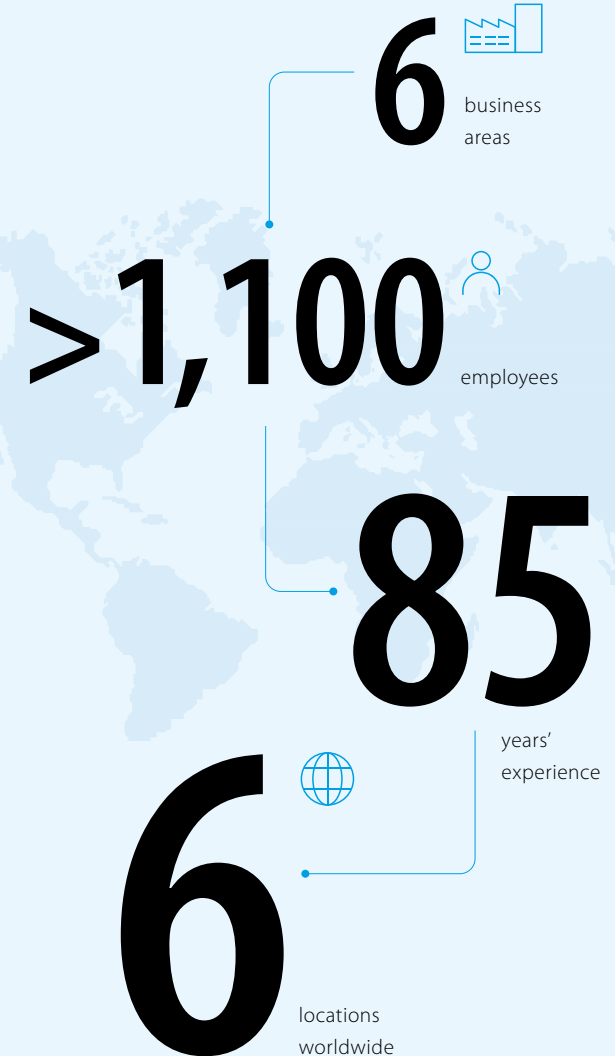 6
business
areas
>1,100
employees
85
years’
experience
6
locations
worldwide